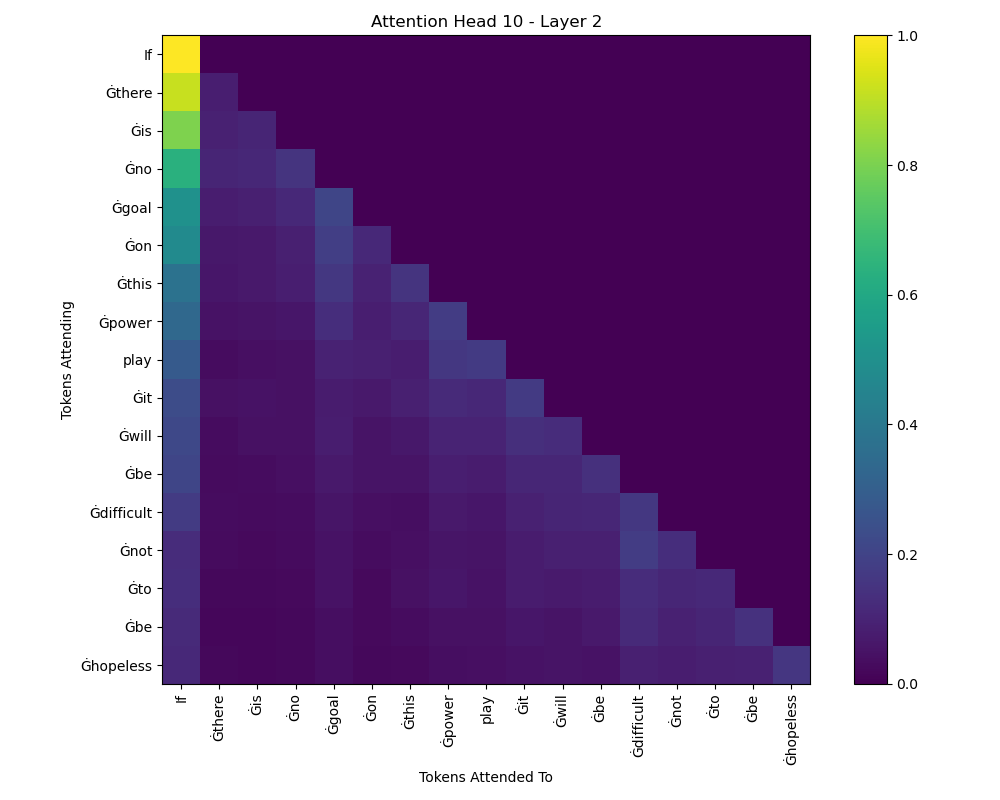 Attention Head 10 - Layer 2
If
Ġthere
Ġis
Ġno
Ġgoal
Ġon
Ġthis
Ġpower
play
Ġit
Ġwill
Ġbe
Ġdifficult
Ġnot
Ġto
Ġbe
Ġhopeless
Tokens Attending
If
Ġthere
Ġis
Ġno
Ġgoal
Ġon
Ġthis
Ġpower
play
Ġit
Ġwill
Ġbe
Ġdifficult
Ġnot
Ġto
Ġbe
Ġhopeless
Tokens Attended To
1.0
0.8
0.6
0.4
0.2
0.0